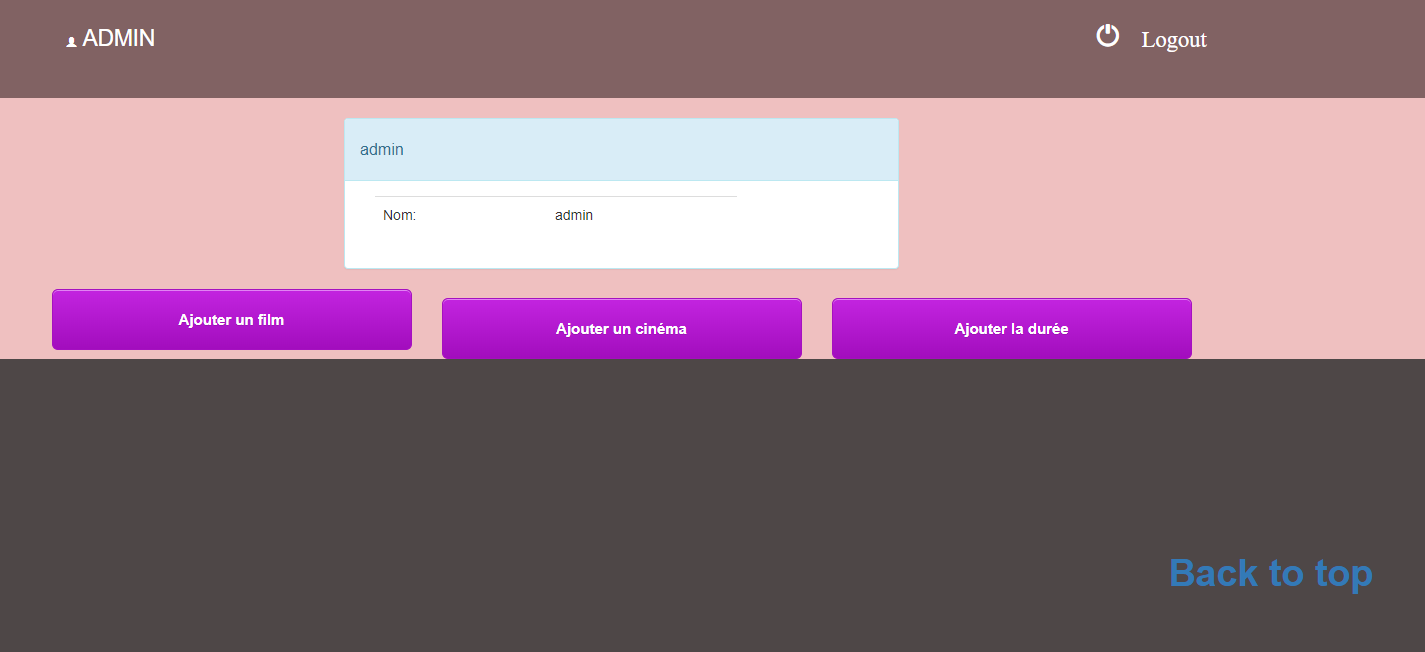 ADMIN Logout
admin
Nom: admin
Ajouter un film
Ajouter un cinéma
Ajouter la durée
Back to top